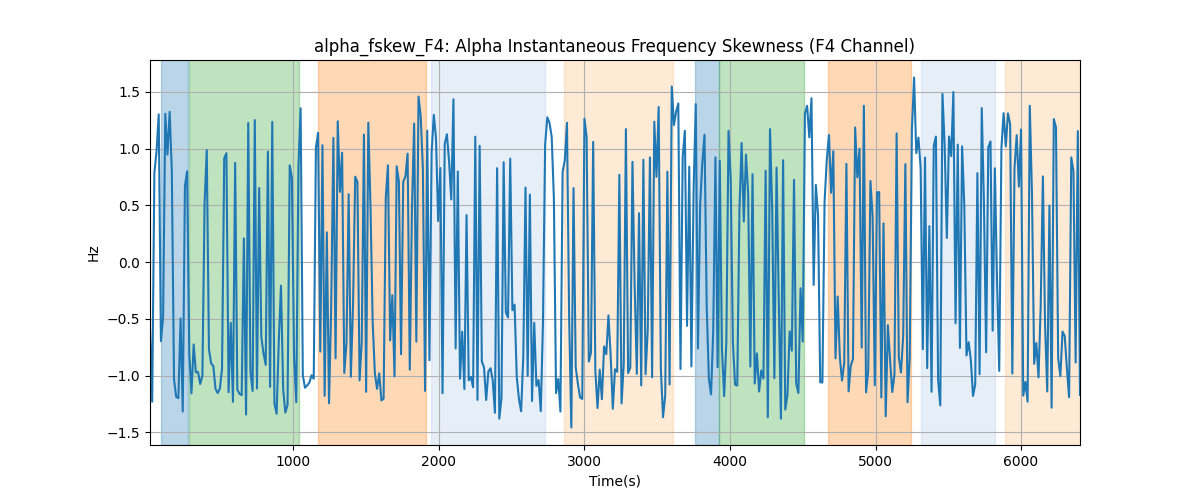 alpha_fskew_F4: Alpha Instantaneous Frequency Skewness (F4 Channel)
1.5
1.0
0.5
0.0
−0.5
−1.0
−1.5
Hz
1000 2000 3000 4000 5000 6000
Time(s)